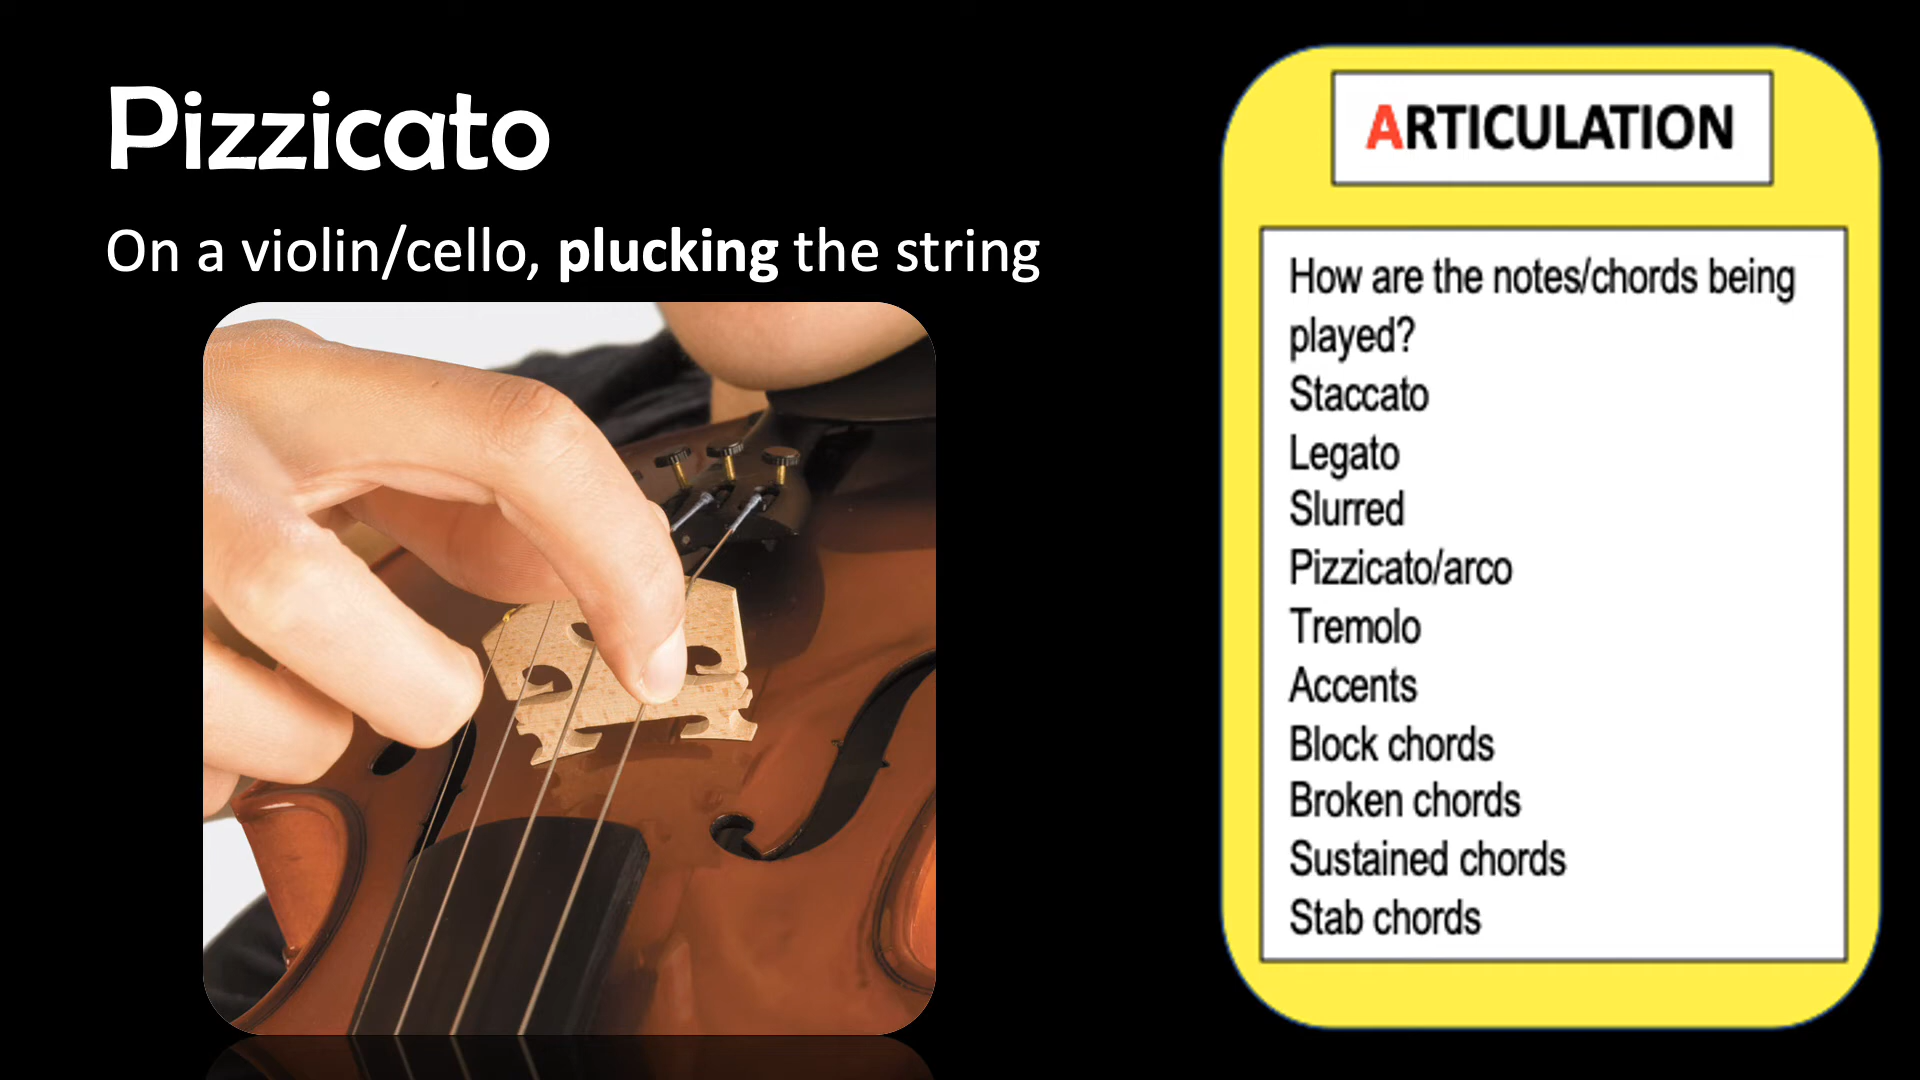 Pizzicato
On a violin/cello, plucking the string
ARTICULATION
How are the notes/chords being
played?
Staccato
Legato
Slurred
Pizzicato/arco
Tremolo
Accents
Block chords
Broken chords
Sustained chords
Stab chords